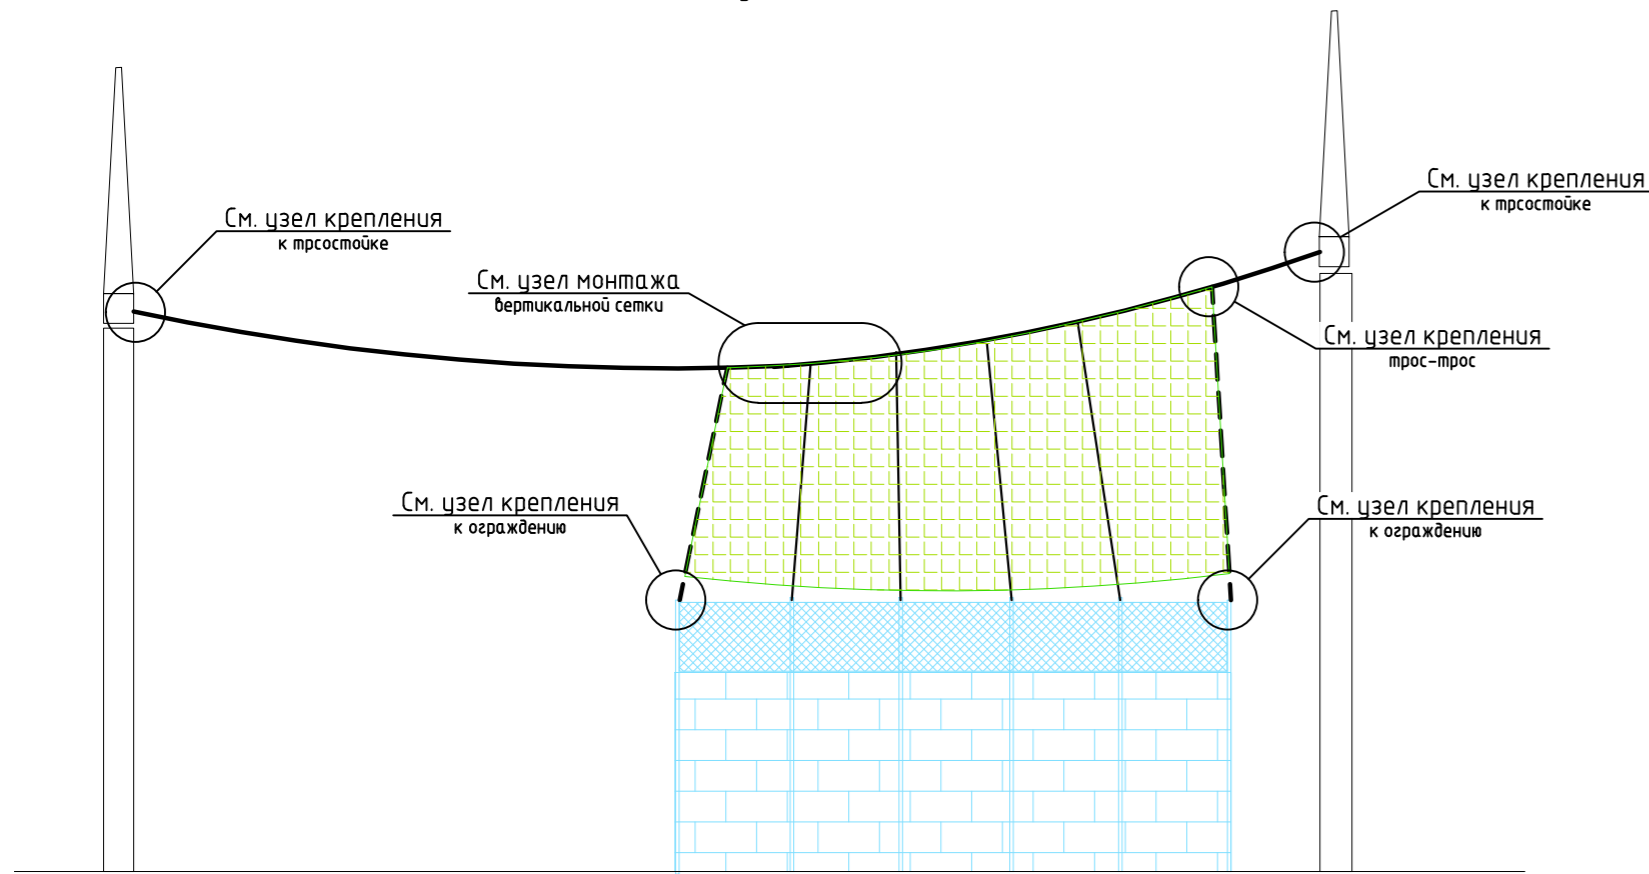 См. узел крепления
к трсостойке
См. узел крепления
к трсостойке
См. узел монтажа
вертикальной сетки
См. узел крепления
трос-трос
См. узел крепления
к ограждению
См. узел крепления
к ограждению